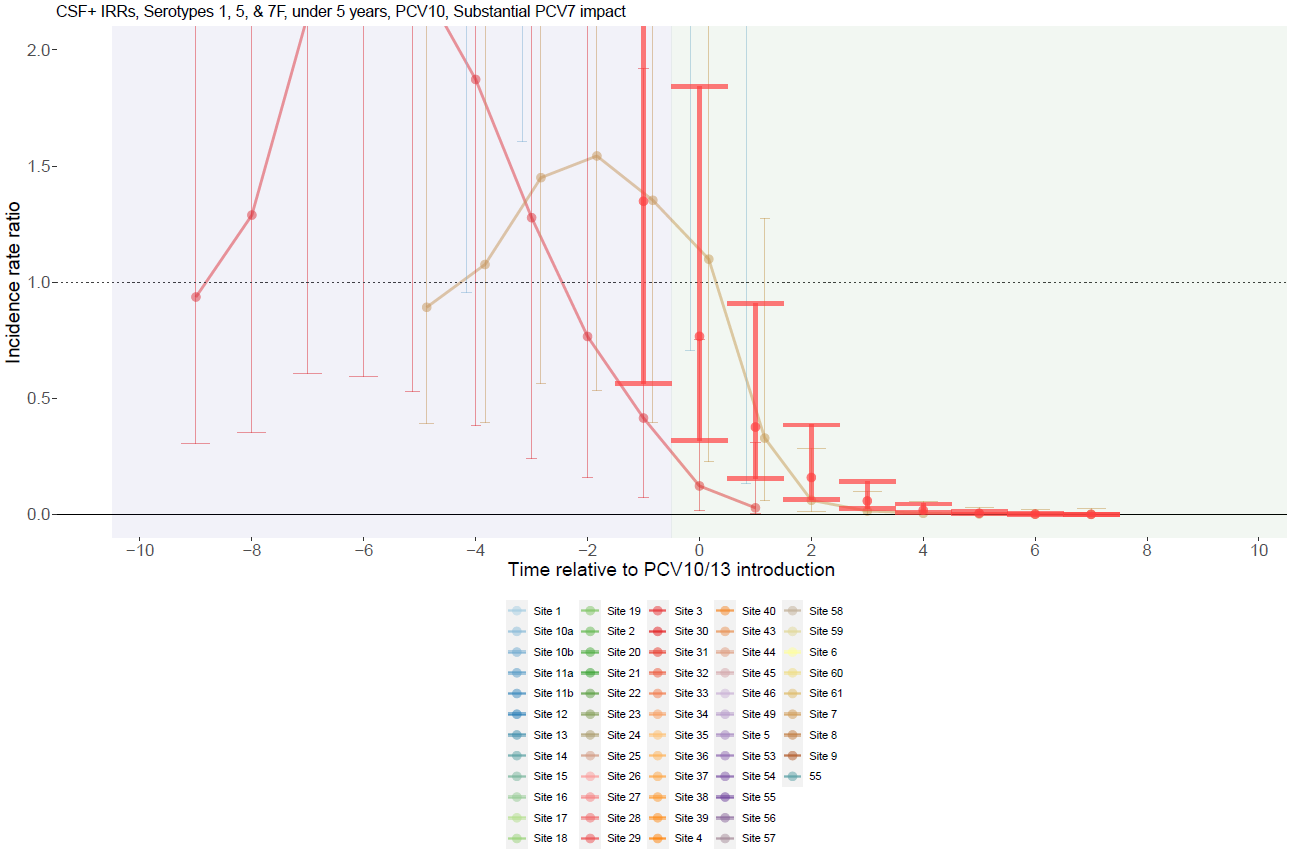 CSF+ IRRs, Serotypes 1, 5, & 7F, under 5 years, PCV10, Substantial PCV7 impact
Incidence rate ratio
2.0
1.5
1.0
0.5
0.0
−10 −8 −6 −4 −2 0 2 4 6 8 10
Time relative to PCV10/13 introduction
Site 1 Site 19 Site 3 Site 40 Site 58
Site 10a Site 2 Site 30 Site 43 Site 59
Site 10b Site 20 Site 31 Site 44 Site 6
Site 11a Site 21 Site 32 Site 45 Site 60
Site 11b Site 22 Site 33 Site 46 Site 61
Site 12 Site 23 Site 34 Site 49 Site 7
Site 13 Site 24 Site 35 Site 5 Site 8
Site 14 Site 25 Site 36 Site 53 Site 9
Site 15 Site 26 Site 37 Site 54 55
Site 16 Site 27 Site 38 Site 55
Site 17 Site 28 Site 39 Site 56
Site 18 Site 29 Site 4 Site 57